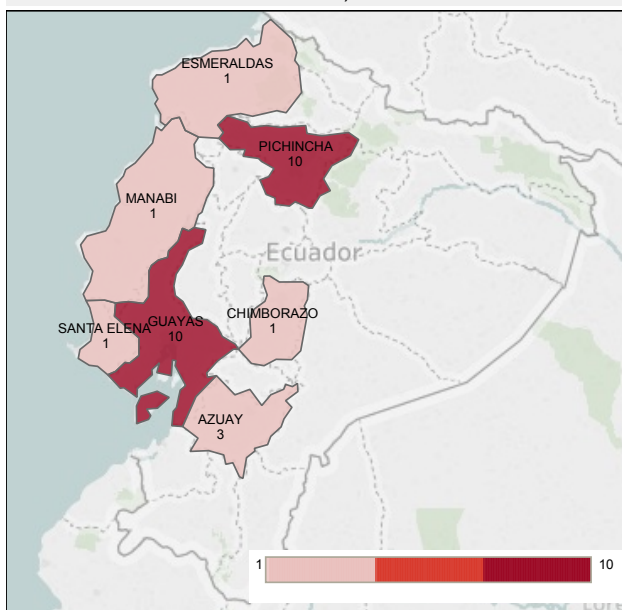 ESMERALDAS
1
PICHINCHA
10
MANABI
1
Ecuador
SANTA ELENA
1
GUAYAS
10
CHIMBORAZO
1
AZUAY
3
1
10